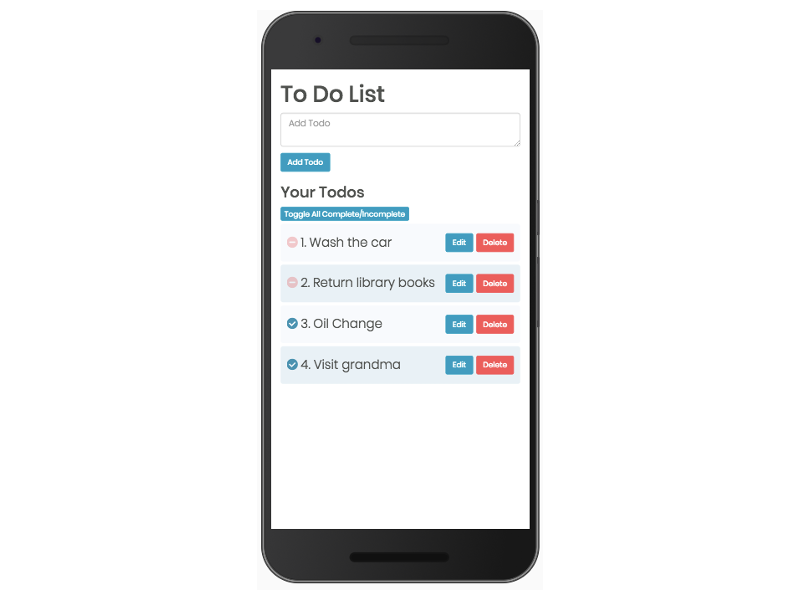 To Do List
Add Todo
Add Todo
Your Todos
Toggle All Complete/Incomplete
1. Wash the car Edit Delete
2. Return library books Edit Delete
3. Oil Change Edit Delete
4. Visit grandma Edit Delete